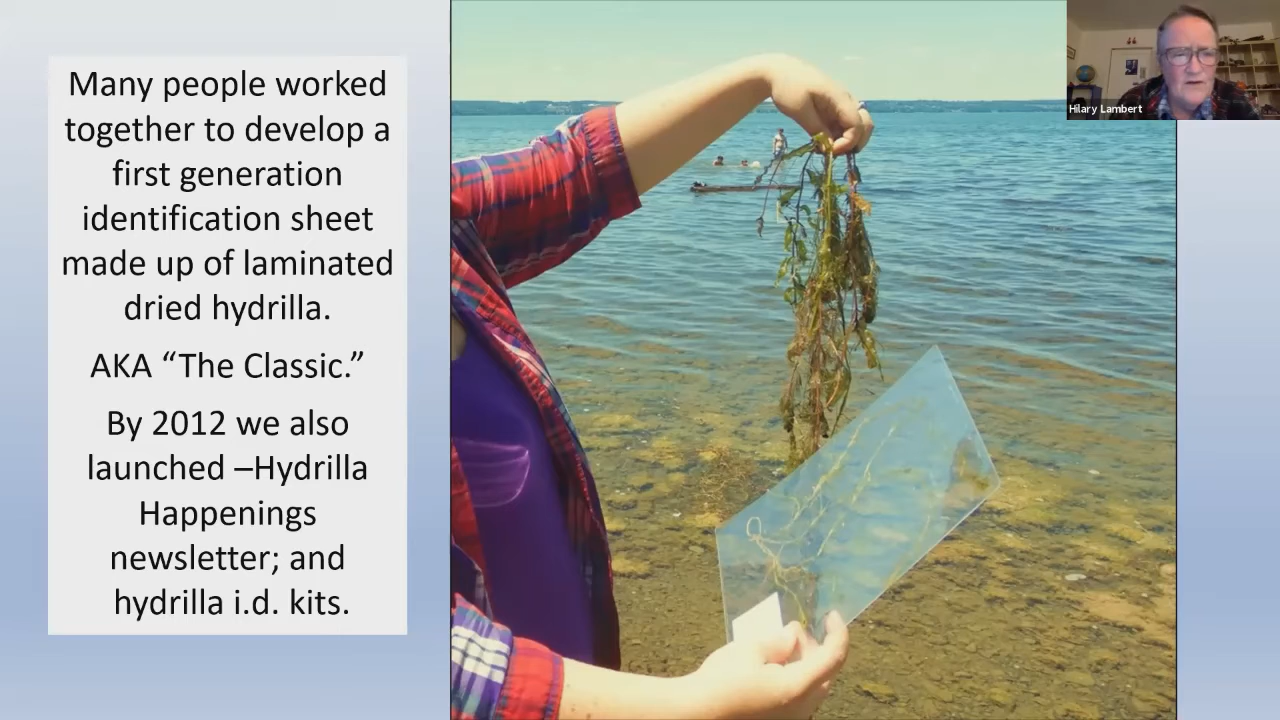 Many people worked
together to develop a
first generation
identification sheet
made up of laminated
dried hydrilla.
AKA “The Classic.”
By 2012 we also
launched –Hydrilla
Happenings
newsletter; and
hydrilla i.d. kits.
Hilary Lambert